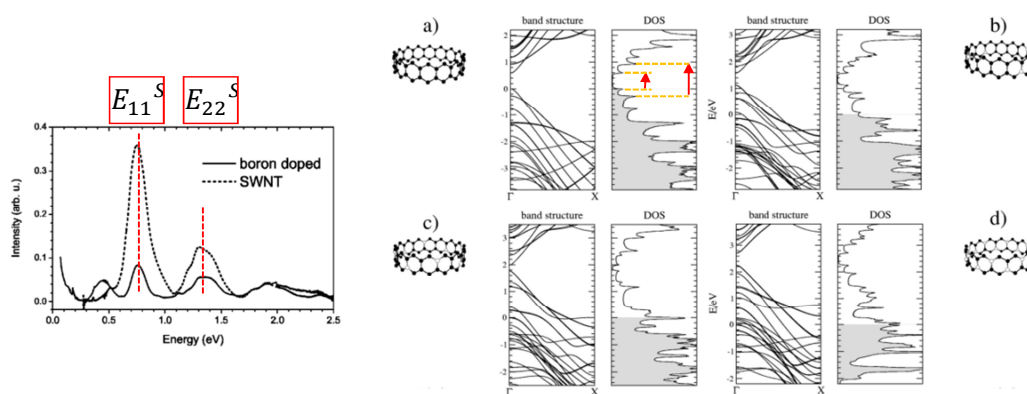 E₁₁ˢ
E₂₂ˢ
0.4
0.3
0.2
0.1
0.0
Intensity (arb. u.)
boron doped
SWNT
0.0 0.5 1.0 1.5 2.0 2.5
Energy (eV)
a)
band structure DOS
2
1
0
-1
-2
-3
Γ X
b)
band structure DOS
3
2
1
0
-1
-2
E/eV
Γ X
c)
band structure DOS
3
2
1
0
-1
-2
Γ X
d)
band structure DOS
3
2
1
0
-1
-2
E/eV
Γ X